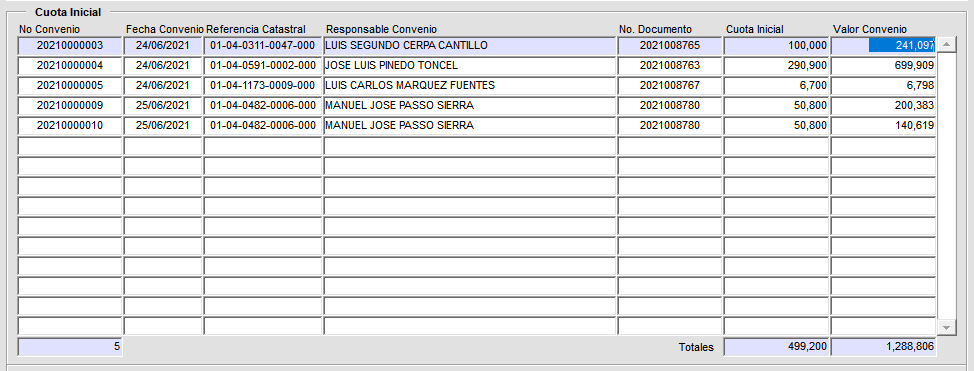 Cuota Inicial
No Convenio Fecha Convenio Referencia Catastral Responsable Convenio No. Documento Cuota Inicial Valor Convenio
20210000003 24/06/2021 01-04-0311-0047-000 LUIS SEGUNDO CERPA CANTILLO 2021008765 100,000 241,097
20210000004 24/06/2021 01-04-0591-0002-000 JOSE LUIS PINEDO TONCEL 2021008763 290,900 699,909
20210000005 24/06/2021 01-04-1173-0009-000 LUIS CARLOS MARQUEZ FUENTES 2021008767 6,700 6,798
20210000009 25/06/2021 01-04-0482-0006-000 MANUEL JOSE PASSO SIERRA 2021008780 50,800 200,383
20210000010 25/06/2021 01-04-0482-0006-000 MANUEL JOSE PASSO SIERRA 2021008780 50,800 140,619
5 Totales 499,200 1,288,806